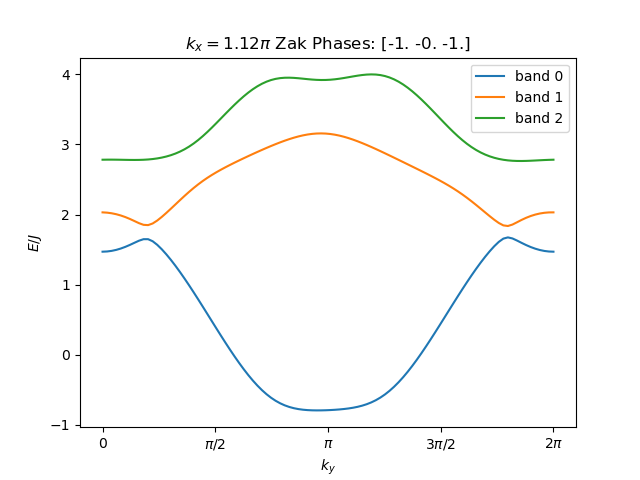 $k_x = 1.12\pi$ Zak Phases: [-1. -0. -1.]
4
3
2
1
0
−1
E/J
0
π/2
π
3π/2
2π
$k_y$
band 0
band 1
band 2